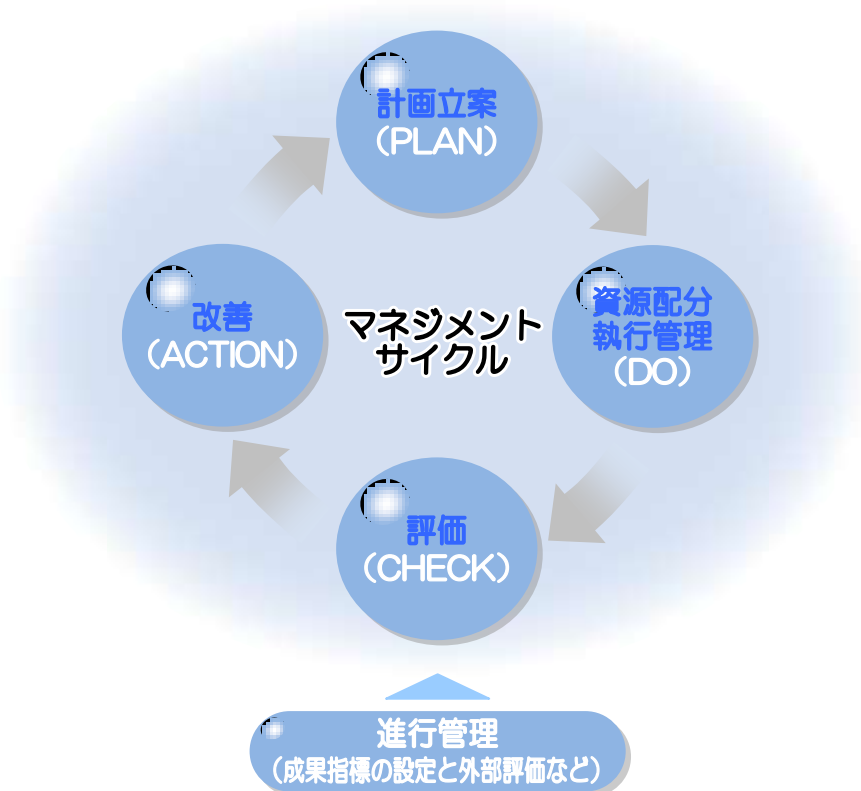 計画立案
（PLAN）
資源配分
執行管理
（DO）
改善
（ACTION）
マネジメント
サイクル
評価
（CHECK）
進行管理
（成果指標の設定と外部評価など）